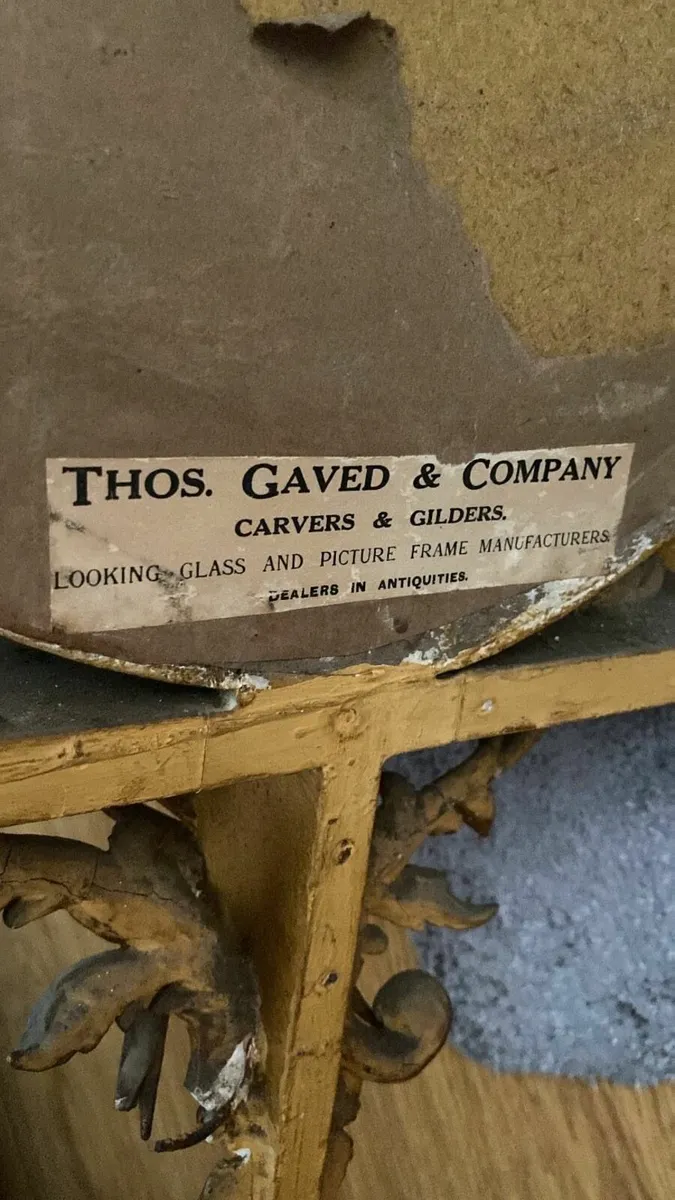 THOS. GAVED & COMPANY
CARVERS & GILDERS.
LOOKING GLASS AND PICTURE FRAME MANUFACTURERS.
DEALERS IN ANTIQUITIES.